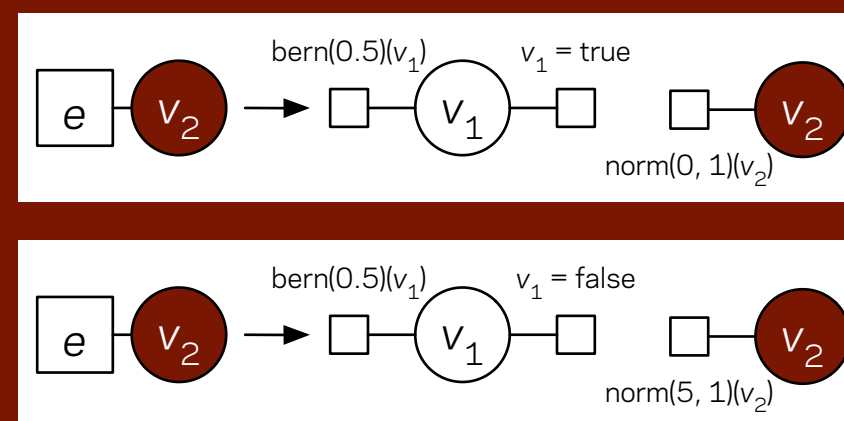 bern(0.5)(v₁) v₁ = true
e v₂ v₁ v₂
norm(0, 1)(v₂)
bern(0.5)(v₁) v₁ = false
e v₂ v₁ v₂
norm(5, 1)(v₂)